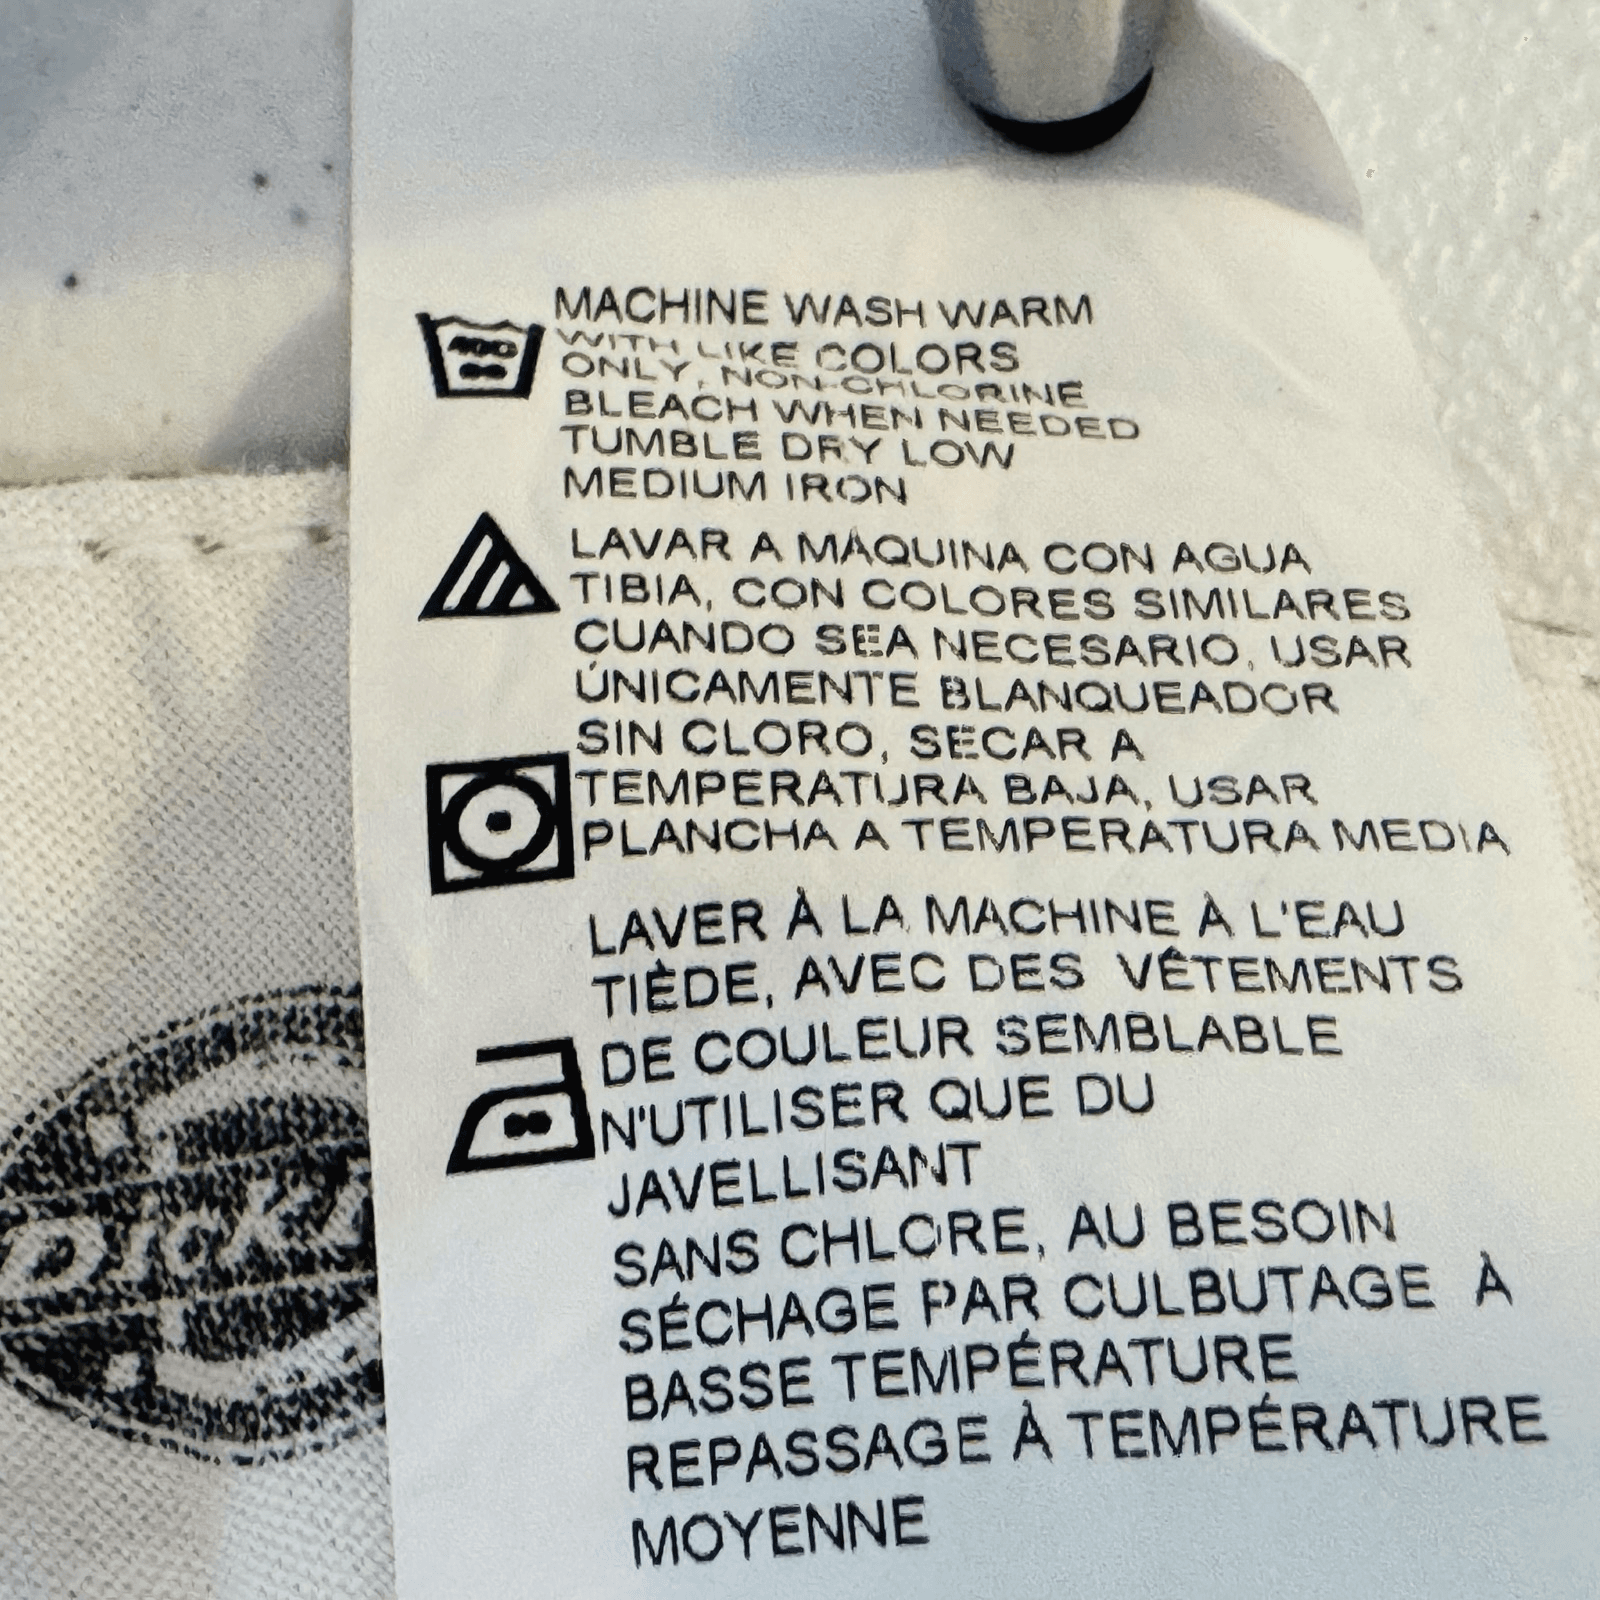 MACHINE WASH WARM
WITH LIKE COLORS
ONLY, NON-CHLORINE
BLEACH WHEN NEEDED
TUMBLE DRY LOW
MEDIUM IRON
LAVAR A MÁQUINA CON AGUA
TIBIA, CON COLORES SIMILARES
CUANDO SEA NECESARIO, USAR
ÚNICAMENTE BLANQUEADOR
SIN CLORO, SECAR A
TEMPERATURA BAJA, USAR
PLANCHA A TEMPERATURA MEDIA
LAVER À LA MACHINE À L'EAU
TIÈDE, AVEC DES VÊTEMENTS
DE COULEUR SEMBLABLE
N'UTILISER QUE DU
JAVELLISANT
SANS CHLORE, AU BESOIN
SÉCHAGE PAR CULBUTAGE À
BASSE TEMPÉRATURE
REPASSAGE À TEMPÉRATURE
MOYENNE